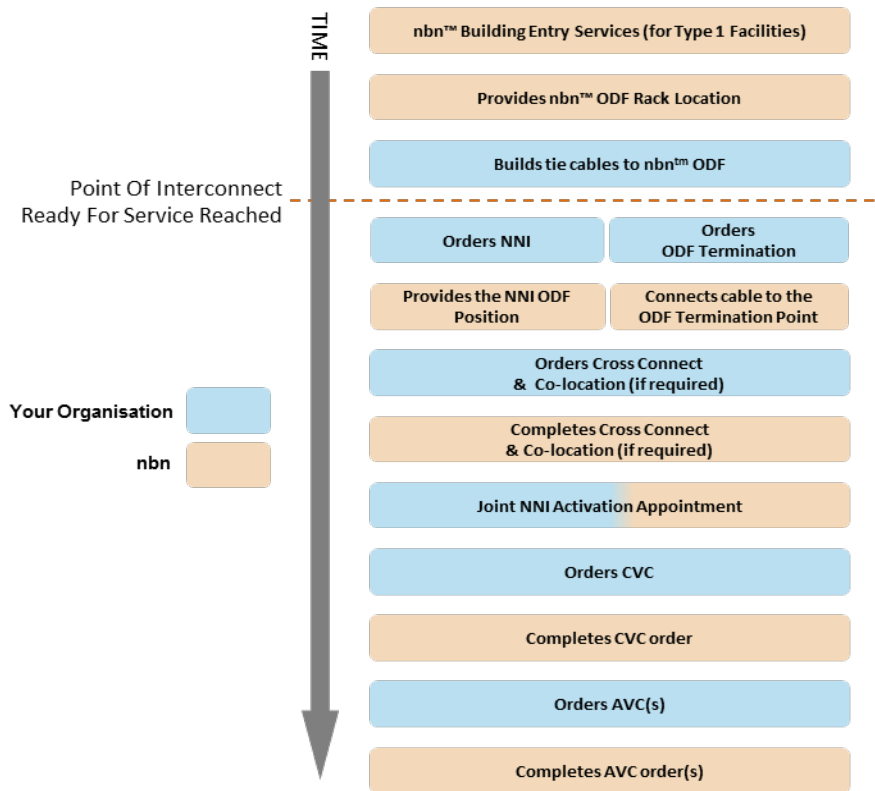 TIME
nbn™ Building Entry Services (for Type 1 Facilities)
Provides nbn™ ODF Rack Location
Builds tie cables to nbn™ ODF
Point Of Interconnect
Ready For Service Reached
Orders NNI
Orders
ODF Termination
Provides the NNI ODF
Position
Connects cable to the
ODF Termination Point
Orders Cross Connect
& Co-location (if required)
Your Organisation
nbn
Completes Cross Connect
& Co-location (if required)
Joint NNI Activation Appointment
Orders CVC
Completes CVC order
Orders AVC(s)
Completes AVC order(s)